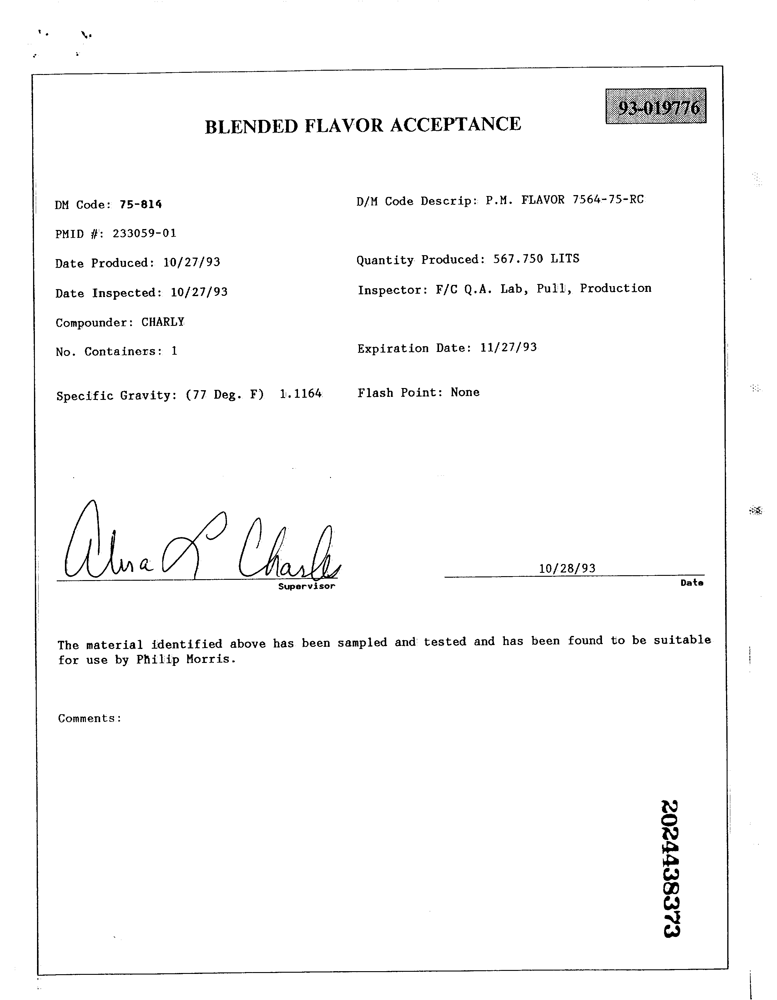 93-019776
BLENDED FLAVOR ACCEPTANCE
DM Code: 75-814
D/M Code Descrip: P.M. FLAVOR 7564-75-RC
PMID #: 233059-01
Date Produced: 10/27/93
Quantity Produced: 567.750 LITS
Date Inspected: 10/27/93
Inspector: F/C Q.A. Lab, Pull, Production
Compounder: CHARLY
No. Containers: 1
Expiration Date: 11/27/93
Specific Gravity: (77 Deg. F) 1.1164
Flash Point: None
L Charles
10/28/93
Supervisor
Date
The material identified above has been sampled and tested and has been found to be suitable
for use by Philip Morris.
Comments:
2024438373